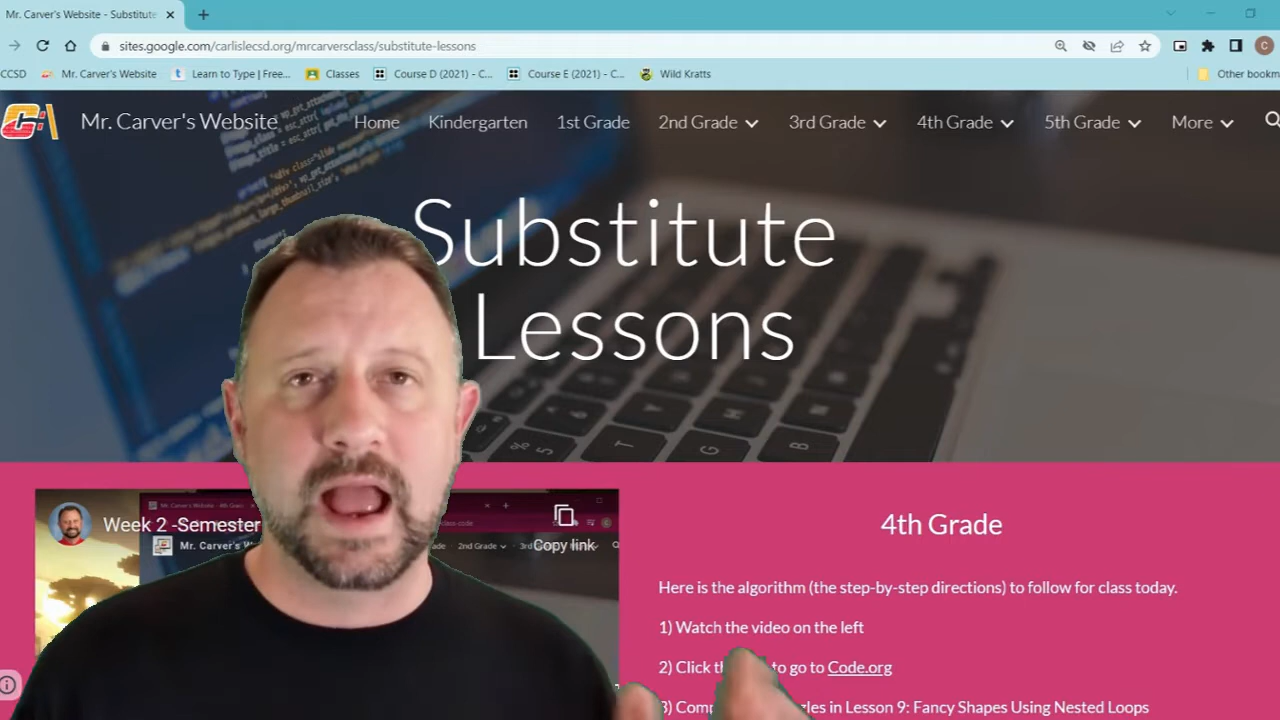 Mr. Carver's Website - Substitute
sites.google.com/carlislecsd.org/mrcarversclass/substitute-lessons
CCSD
Mr. Carver's Website
Learn to Type | Free...
Classes
Course D (2021) - C...
Course E (2021) - C...
Wild Kratts
Other bookm
Mr. Carver's Website
Home
Kindergarten
1st Grade
2nd Grade
3rd Grade
4th Grade
5th Grade
More
Substitute
Lessons
Week 2 -Semester
Copy link
Mr. Carver's W
2nd Grade
4th Grade
Here is the algorithm (the step-by-step directions) to follow for class today.
1) Watch the video on the left
2) Click th to go to Code.org
3) Comp zles in Lesson 9: Fancy Shapes Using Nested Loops